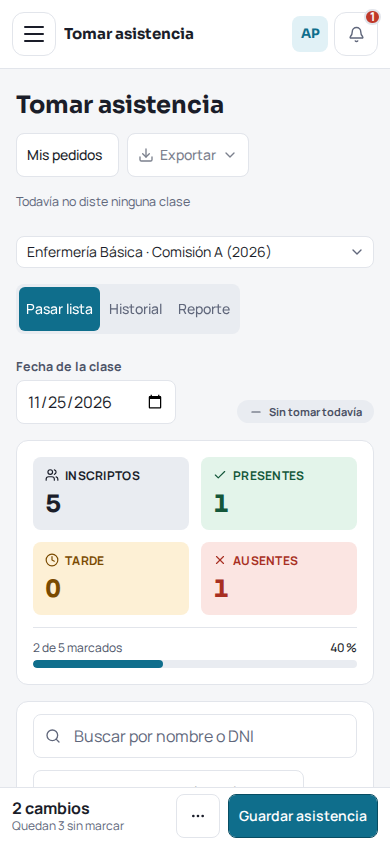 Tomar asistencia
AP
1
Tomar asistencia
Mis pedidos
Exportar
Todavía no diste ninguna clase
Enfermería Básica · Comisión A (2026)
Pasar lista
Historial
Reporte
Fecha de la clase
11/25/2026
Sin tomar todavía
INSCRIPTOS
5
PRESENTES
1
TARDE
0
AUSENTES
1
2 de 5 marcados
40 %
Buscar por nombre o DNI
2 cambios
Quedan 3 sin marcar
Guardar asistencia